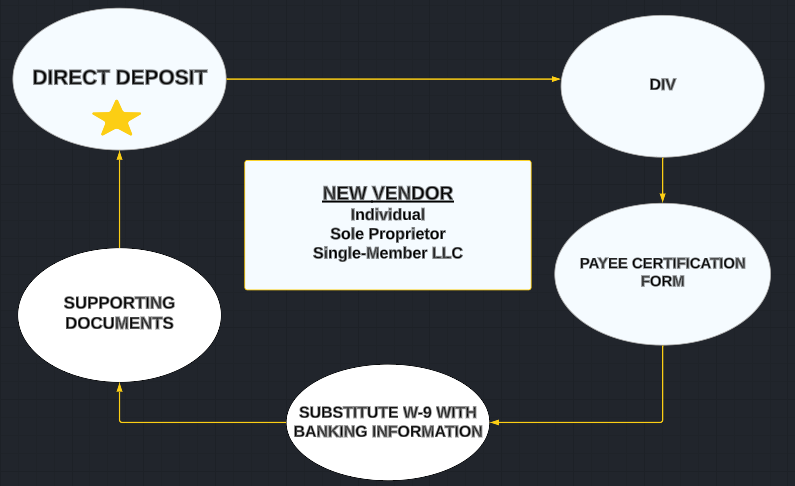 DIRECT DEPOSIT
DIV
NEW VENDOR
Individual
Sole Proprietor
Single-Member LLC
PAYEE CERTIFICATION
FORM
SUPPORTING
DOCUMENTS
SUBSTITUTE W-9 WITH
BANKING INFORMATION